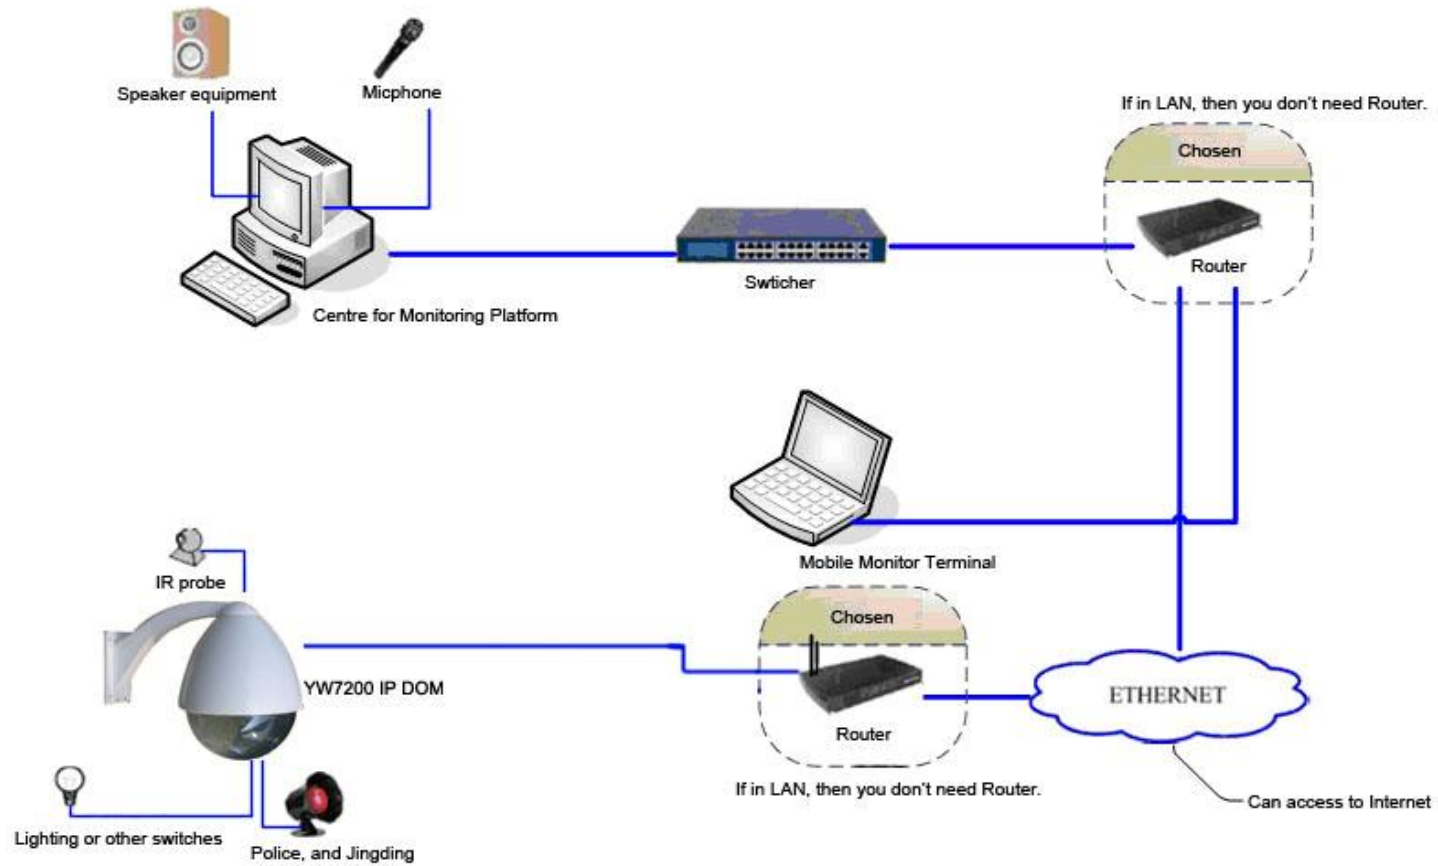 Speaker equipment
Micphone
If in LAN, then you don't need Router.
Chosen
Router
Swticher
Centre for Monitoring Platform
Mobile Monitor Terminal
IR probe
Chosen
YW7200 IP DOM
ETHERNET
Router
If in LAN, then you don't need Router.
Can access to Internet
Lighting or other switches
Police, and Jingding